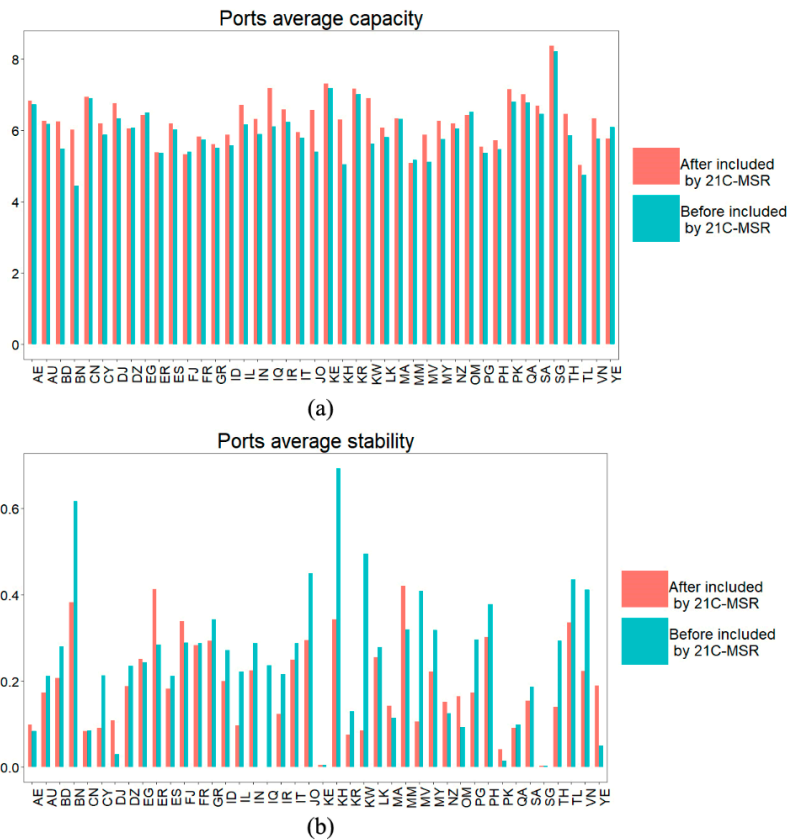 Ports average capacity
8
6
4
2
0
AE AU BD BN CN CY DJ DZ EG ER ES FJ FR GR ID IL IN IQ IR IT JO KE KH KR KW LK MA MM MV MY NZ OM PG PH PK QA SA SG TH TL VN YE
After included
by 21C-MSR
Before included
by 21C-MSR
(a)
Ports average stability
0.6
0.4
0.2
0.0
AE AU BD BN CN CY DJ DZ EG ER ES FJ FR GR ID IL IN IQ IR IT JO KE KH KR KW LK MA MM MV MY NZ OM PG PH PK QA SA SG TH TL VN YE
After included
by 21C-MSR
Before included
by 21C-MSR
(b)